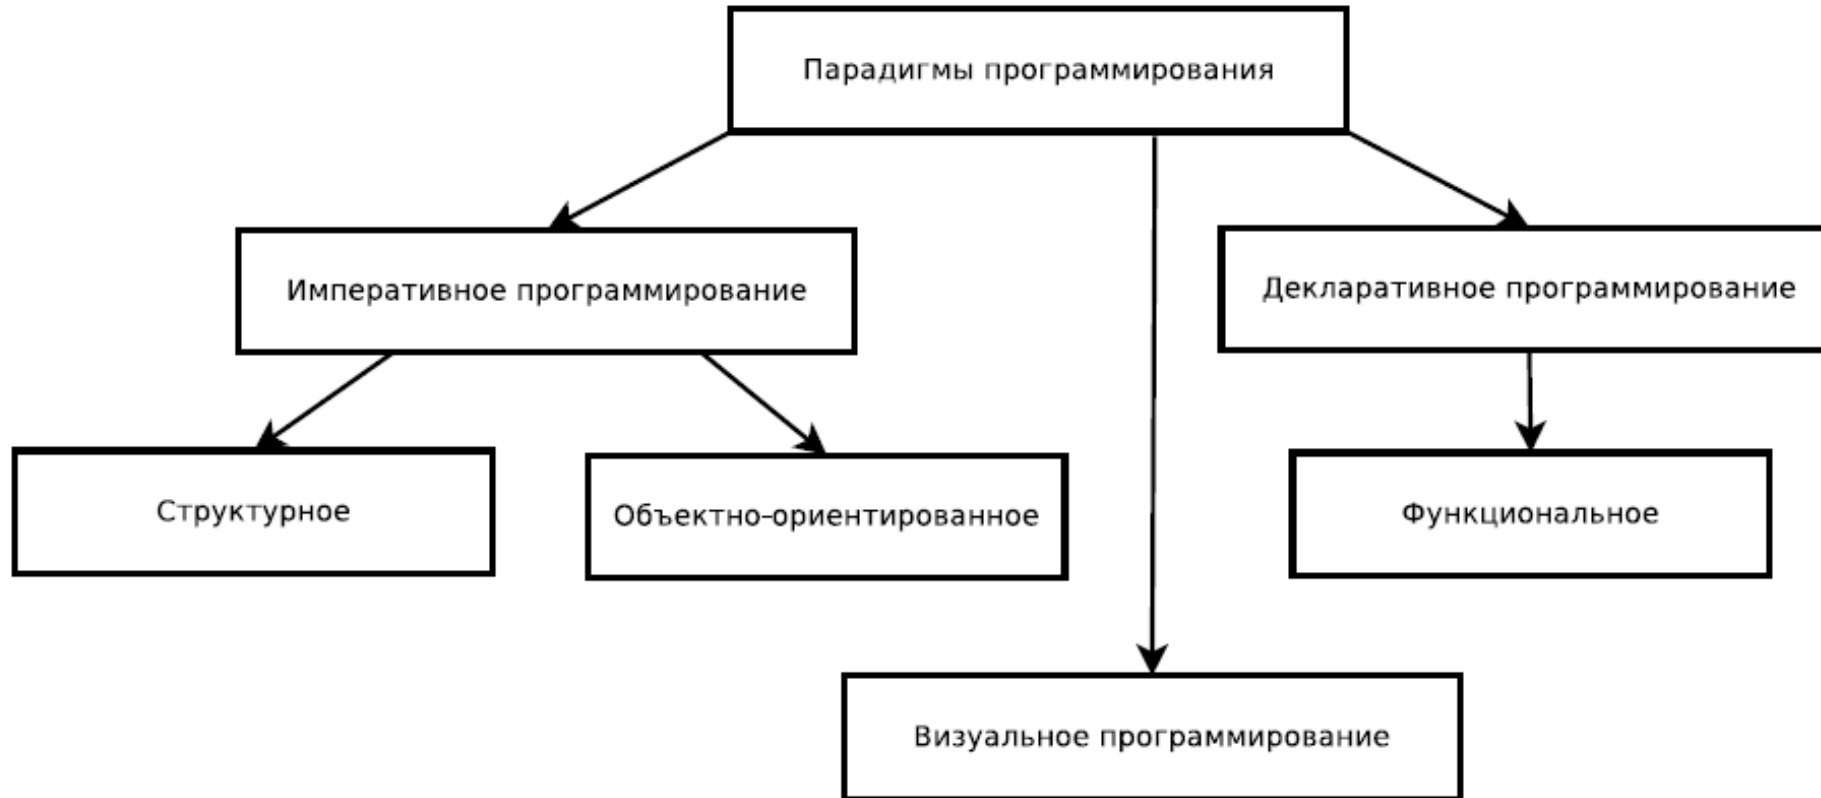 Парадигмы программирования
Императивное программирование
Декларативное программирование
Структурное
Объектно-ориентированное
Функциональное
Визуальное программирование